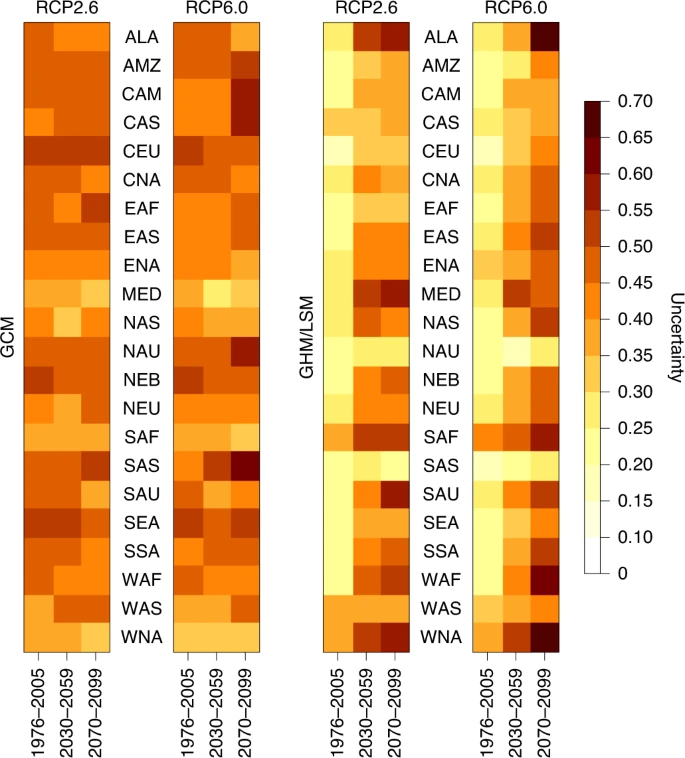 RCP2.6 RCP6.0 RCP2.6 RCP6.0
ALA ALA
AMZ AMZ
CAM CAM
CAS CAS
CEU CEU
CNA CNA
EAF EAF
EAS EAS
ENA ENA
MED MED
NAS NAS
NAU NAU
NEB NEB
NEU NEU
SAF SAF
SAS SAS
SAU SAU
SEA SEA
SSA SSA
WAF WAF
WAS WAS
WNA WNA
GCM
GHM/LSM
1976–2005
2030–2059
2070–2099
1976–2005
2030–2059
2070–2099
1976–2005
2030–2059
2070–2099
1976–2005
2030–2059
2070–2099
0.70
0.65
0.60
0.55
0.50
0.45
0.40
0.35
0.30
0.25
0.20
0.15
0.10
0
Uncertainty